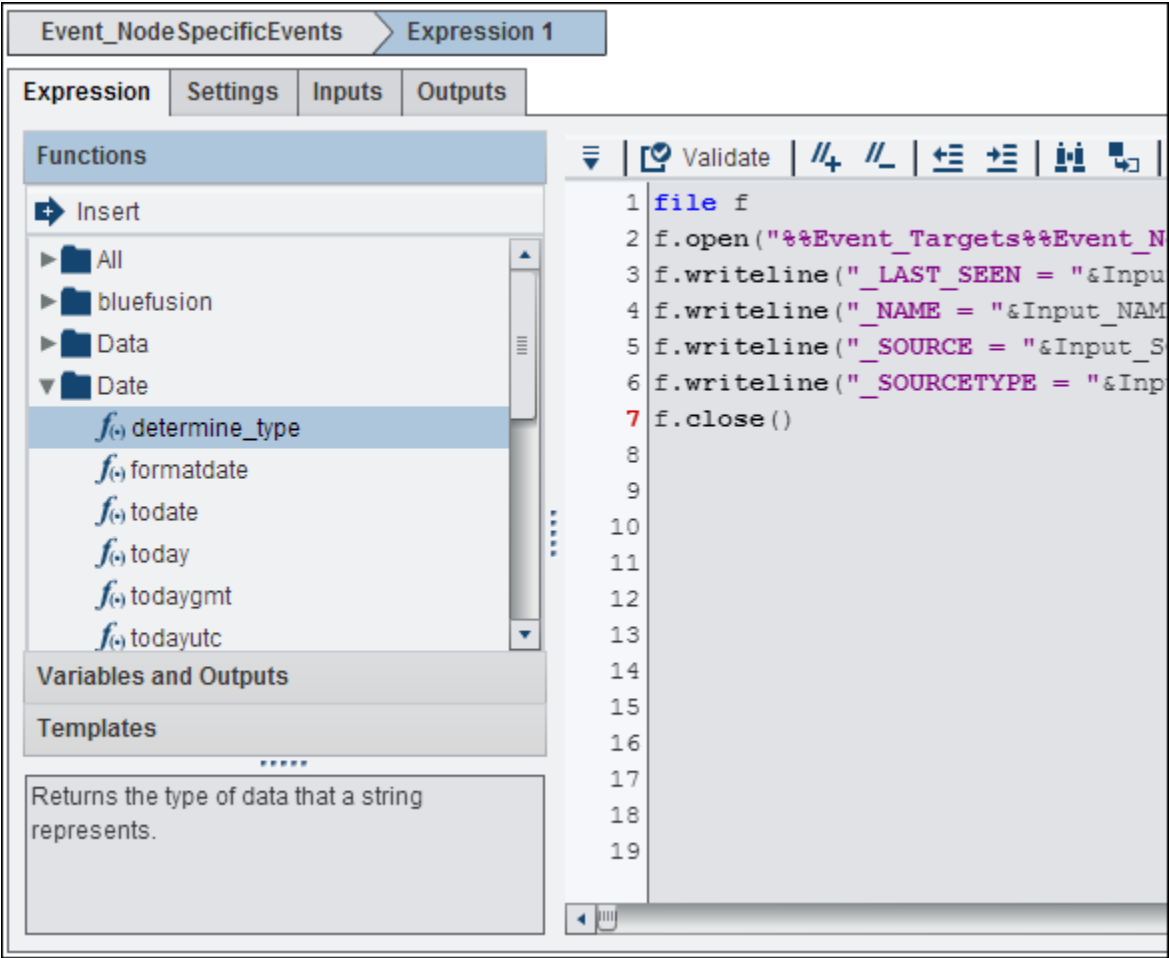 Event_NodeSpecificEvents Expression 1
Expression Settings Inputs Outputs
Functions
Insert
All
bluefusion
Data
Date
determine_type
formatdate
todate
today
todaygmt
todayutc
Variables and Outputs
Templates
Returns the type of data that a string
represents.
Validate
1 file f
2 f.open("%%Event_Targets%%Event_N
3 f.writeline("_LAST_SEEN = "&Inpu
4 f.writeline("_NAME = "&Input_NAM
5 f.writeline("_SOURCE = "&Input_S
6 f.writeline("_SOURCETYPE = "&Inp
7 f.close()
8
9
10
11
12
13
14
15
16
17
18
19